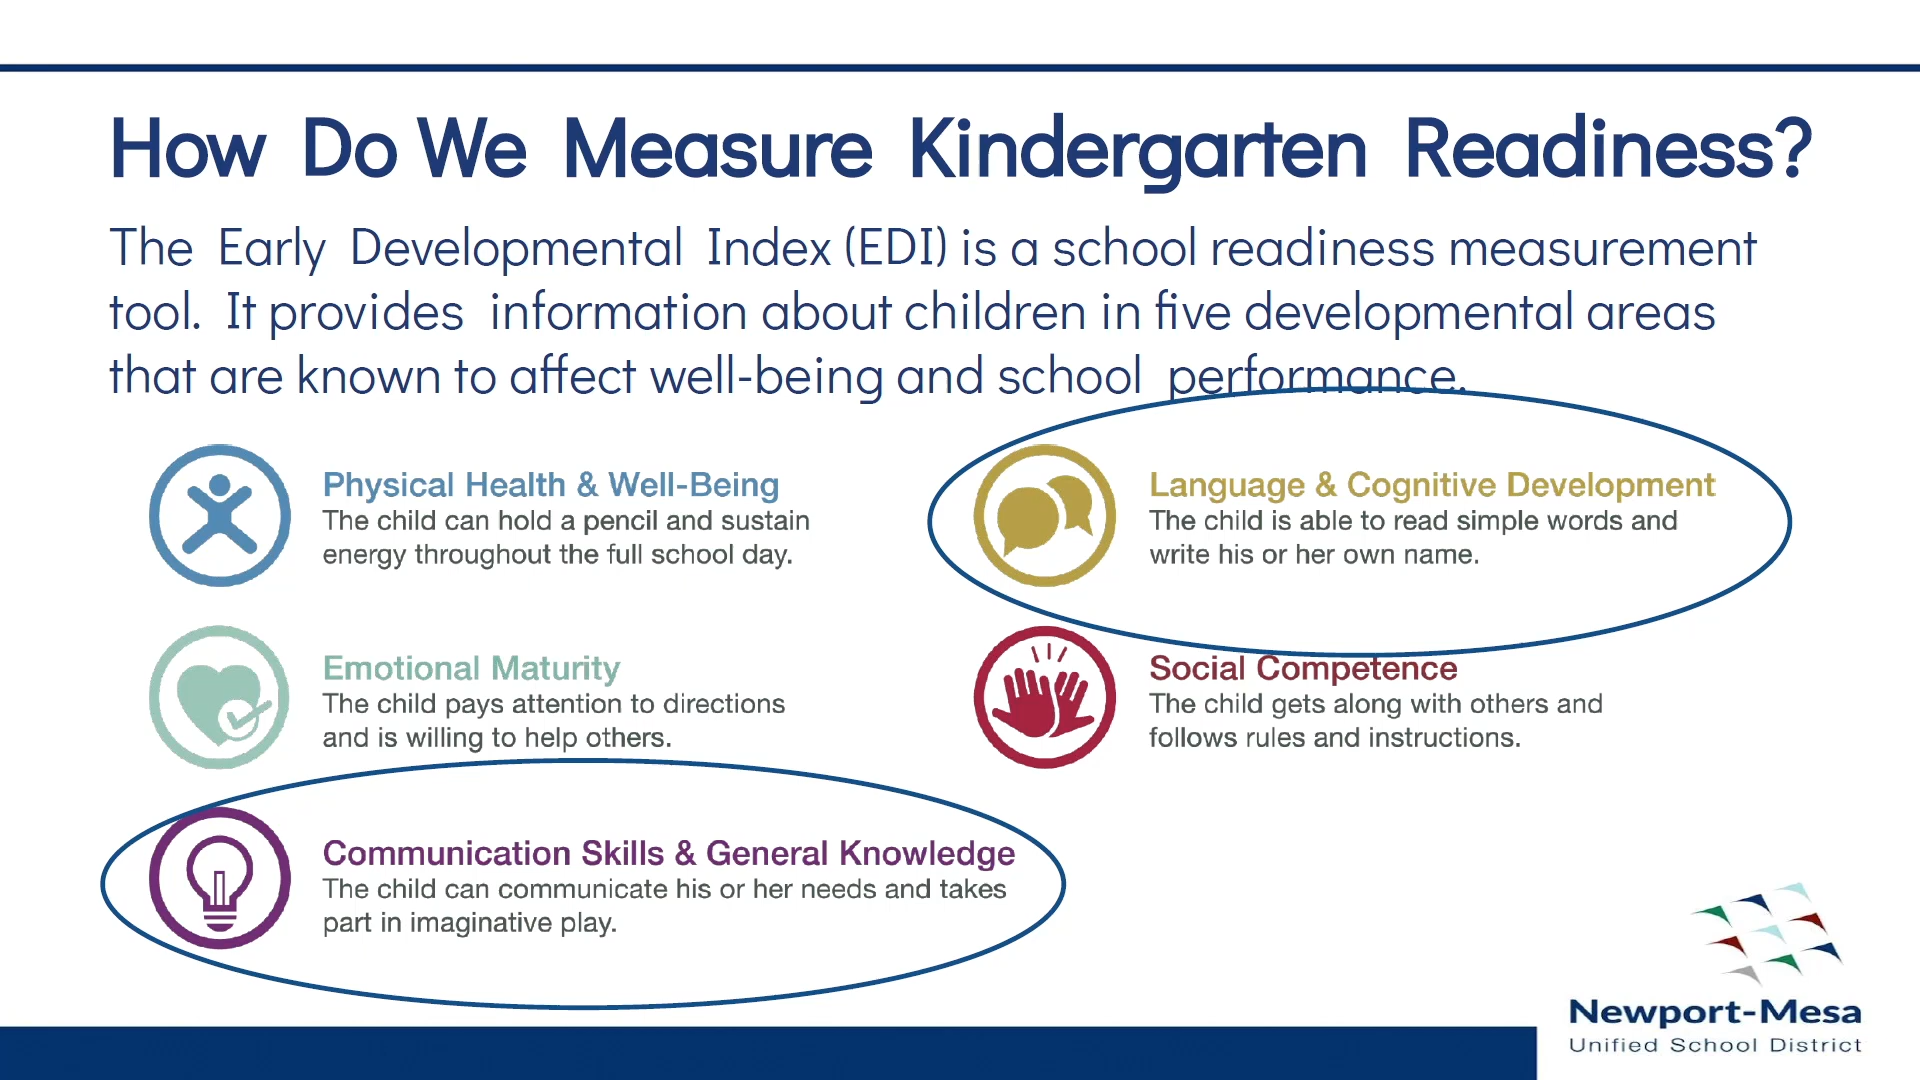 How Do We Measure Kindergarten Readiness?
The Early Developmental Index (EDI) is a school readiness measurement
tool. It provides information about children in five developmental areas
that are known to affect well-being and school performance.
Physical Health & Well-Being
The child can hold a pencil and sustain
energy throughout the full school day.
Language & Cognitive Development
The child is able to read simple words and
write his or her own name.
Emotional Maturity
The child pays attention to directions
and is willing to help others.
Social Competence
The child gets along with others and
follows rules and instructions.
Communication Skills & General Knowledge
The child can communicate his or her needs and takes
part in imaginative play.
Newport-Mesa
Unified School District